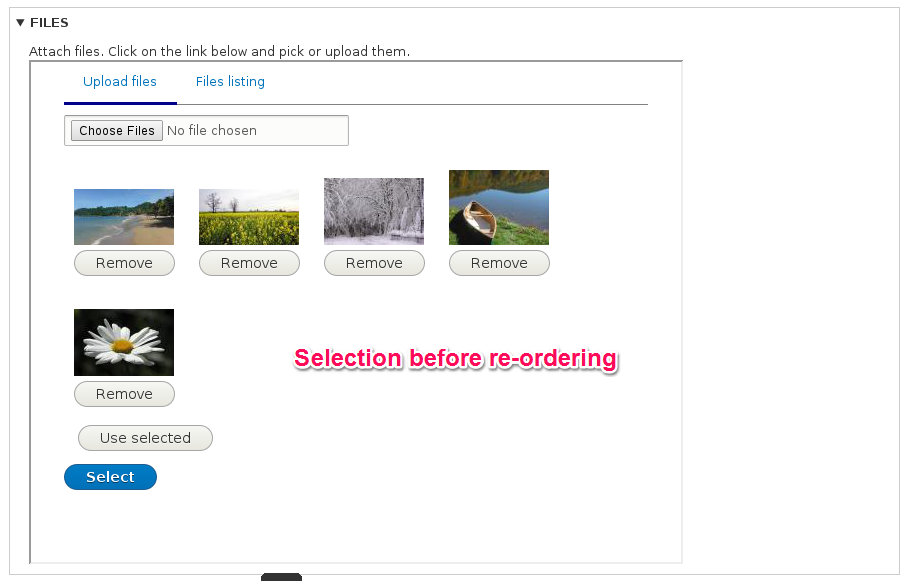 FILES
Attach files. Click on the link below and pick or upload them.
Upload files Files listing
Choose Files No file chosen
Remove Remove Remove Remove
Selection before re-ordering
Remove
Use selected
Select